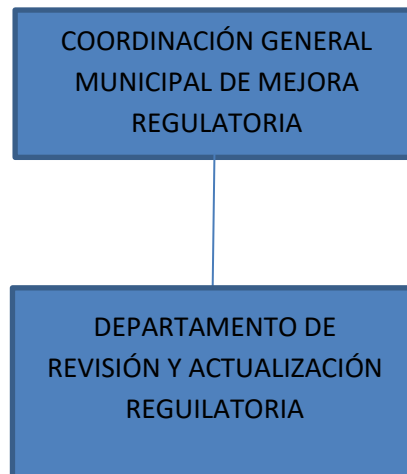 COORDINACIÓN GENERAL
MUNICIPAL DE MEJORA
REGULATORIA
DEPARTAMENTO DE
REVISIÓN Y ACTUALIZACIÓN
REGUILATORIA